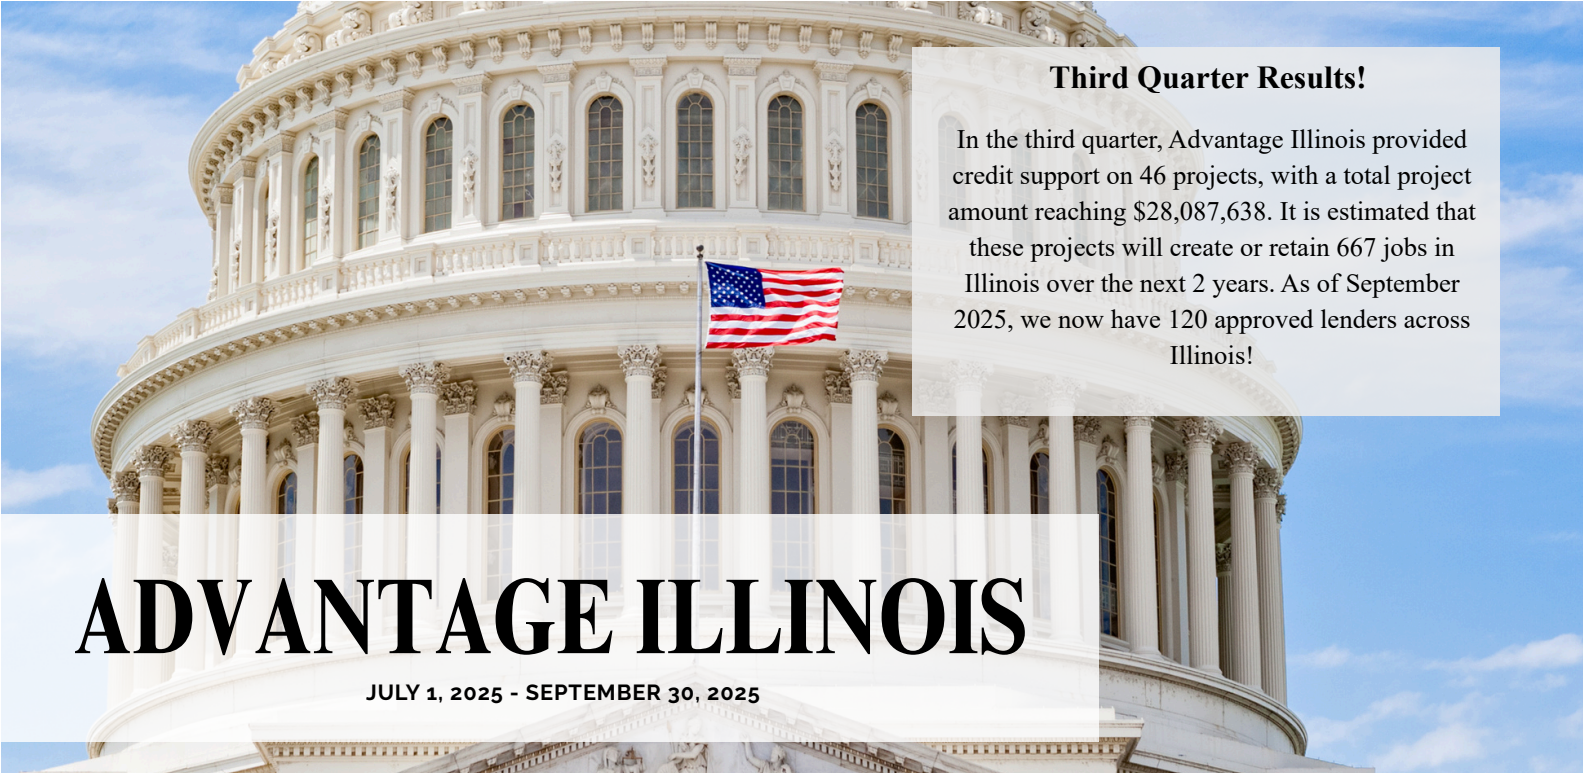 Third Quarter Results!
In the third quarter, Advantage Illinois provided
credit support on 46 projects, with a total project
amount reaching $28,087,638. It is estimated that
these projects will create or retain 667 jobs in
Illinois over the next 2 years. As of September
2025, we now have 120 approved lenders across
Illinois!
ADVANTAGE ILLINOIS
JULY 1, 2025 - SEPTEMBER 30, 2025